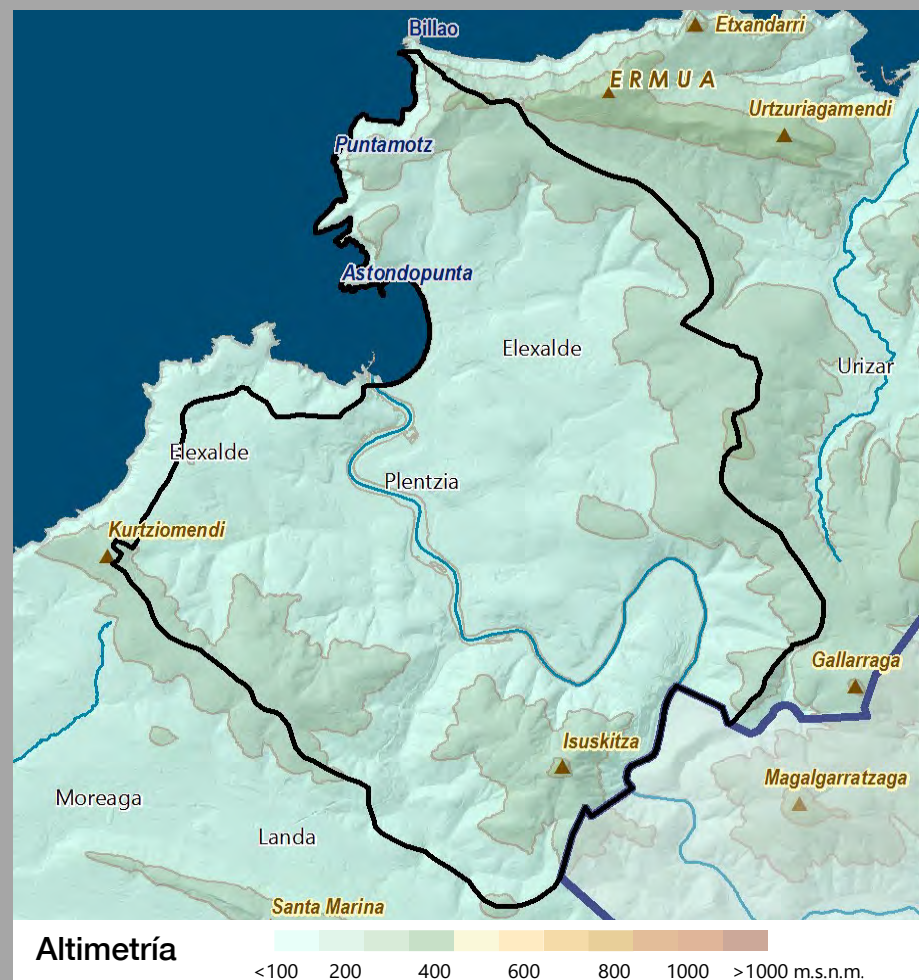 Billao
Etxandarri
ERMUA
Urtzuriagamendi
Puntamotz
Astondopunta
Elexalde
Urizar
Elexalde
Plentzia
Kurtziomendi
Gallarraga
Isuskitza
Magalgarratzaga
Moreaga
Landa
Santa Marina
Altimetría
<100 200 400 600 800 1000 >1000 m.s.n.m.